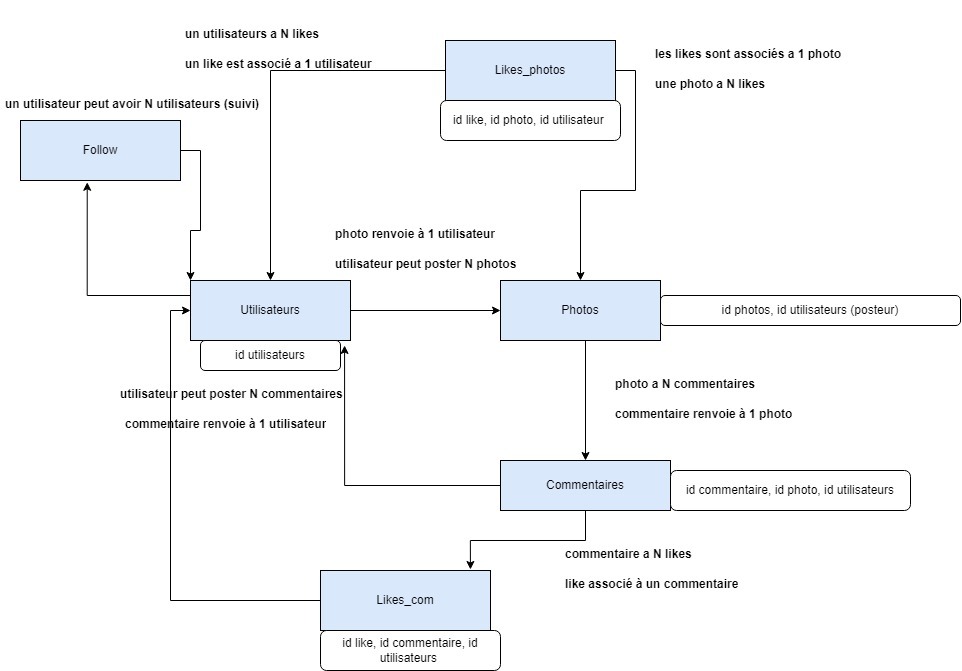 un utilisateurs a N likes
un like est associé a 1 utilisateur
Likes_photos
les likes sont associés a 1 photo
une photo a N likes
un utilisateur peut avoir N utilisateurs (suivi)
id like, id photo, id utilisateur
Follow
photo renvoie à 1 utilisateur
utilisateur peut poster N photos
Utilisateurs
Photos
id photos, id utilisateurs (posteur)
id utilisateurs
utilisateur peut poster N commentaires
commentaire renvoie à 1 utilisateur
photo a N commentaires
commentaire renvoie à 1 photo
Commentaires
id commentaire, id photo, id utilisateurs
commentaire a N likes
like associé à un commentaire
Likes_com
id like, id commentaire, id
utilisateurs